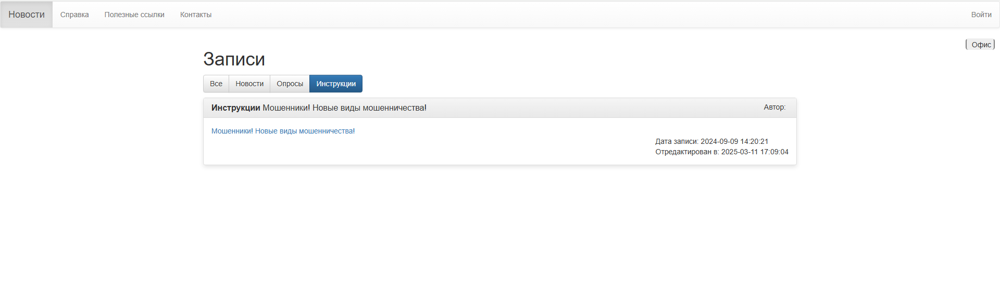 Новости Справка Полезные ссылки Контакты Войти
Офис
Записи
Все Новости Опросы Инструкции
Инструкции Мошенники! Новые виды мошенничества! Автор:
Мошенники! Новые виды мошенничества!
Дата записи: 2024-09-09 14:20:21
Отредактирован в: 2025-03-11 17:09:04